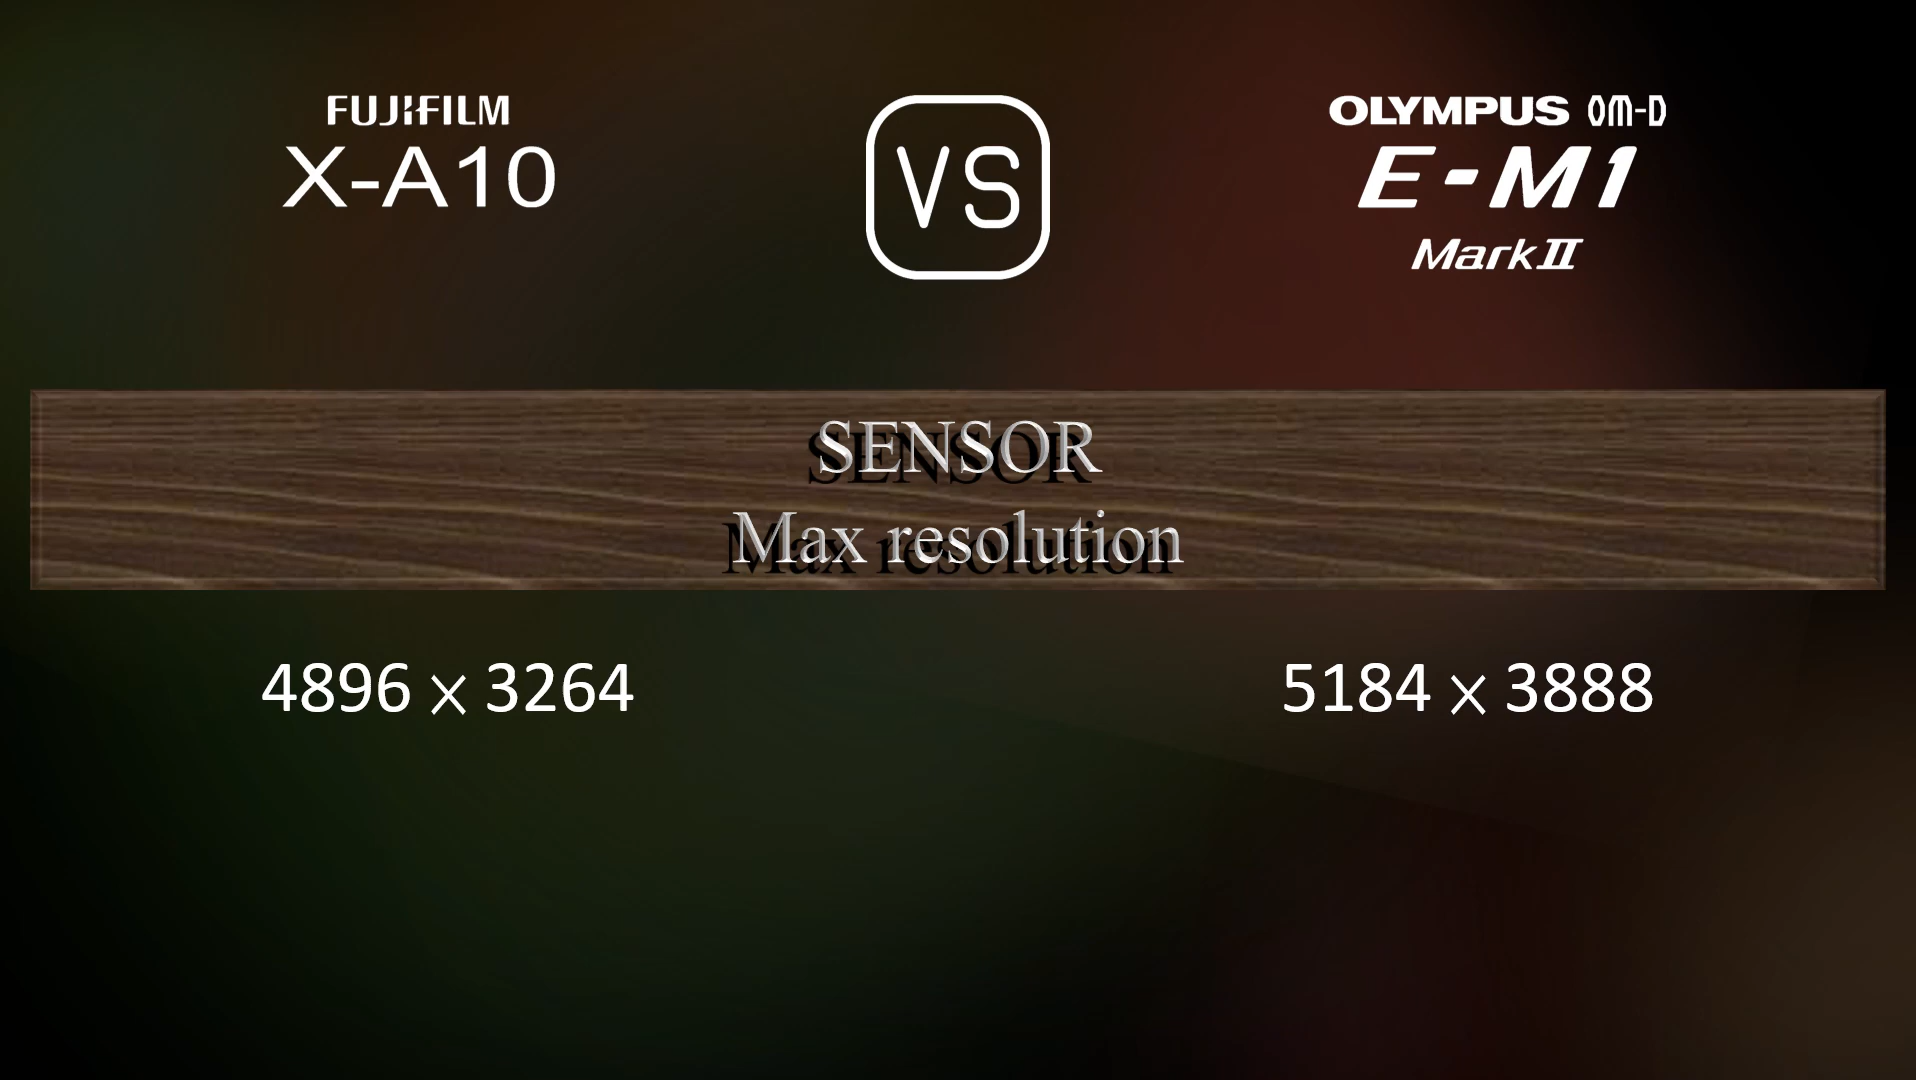 FUJIFILM
X-A10
VS
OLYMPUS OM-D
E-M1
Mark II
SENSOR
Max resolution
4896 x 3264
5184 x 3888